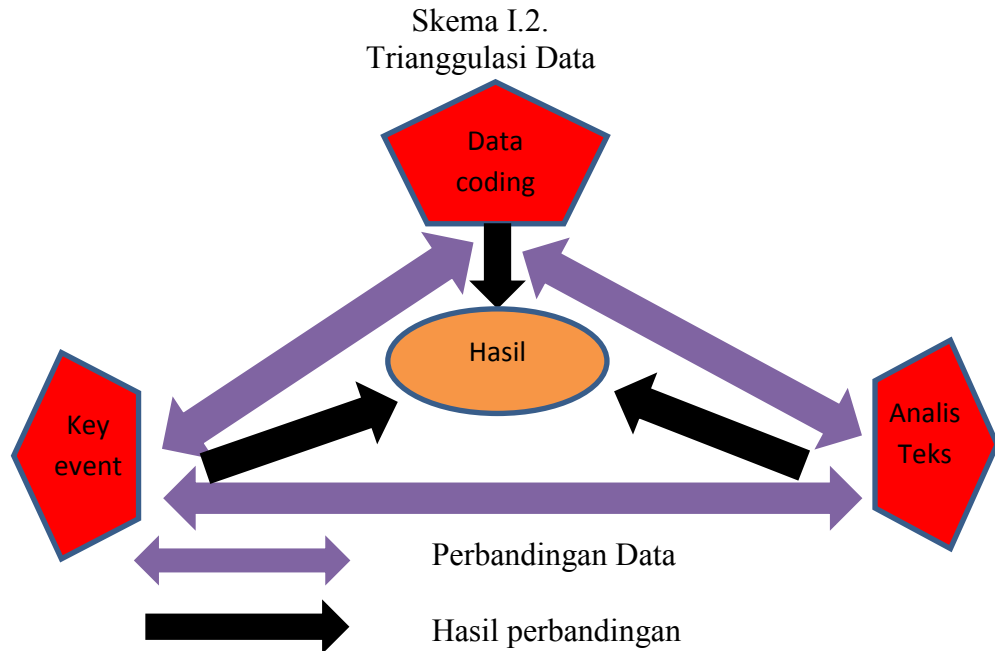 Skema I.2.
Trianggulasi Data
Data
coding
Hasil
Key
event
Analis
Teks
Perbandingan Data
Hasil perbandingan